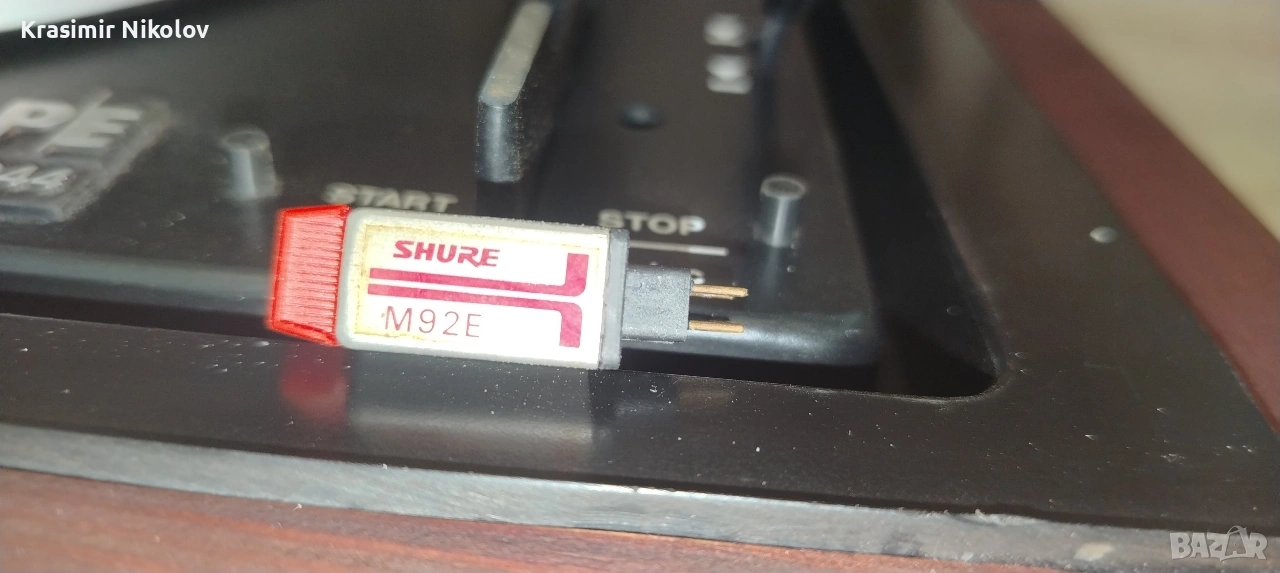 Krasimir Nikolov
PE
START
STOP
SHURE
M92E
BAZAR